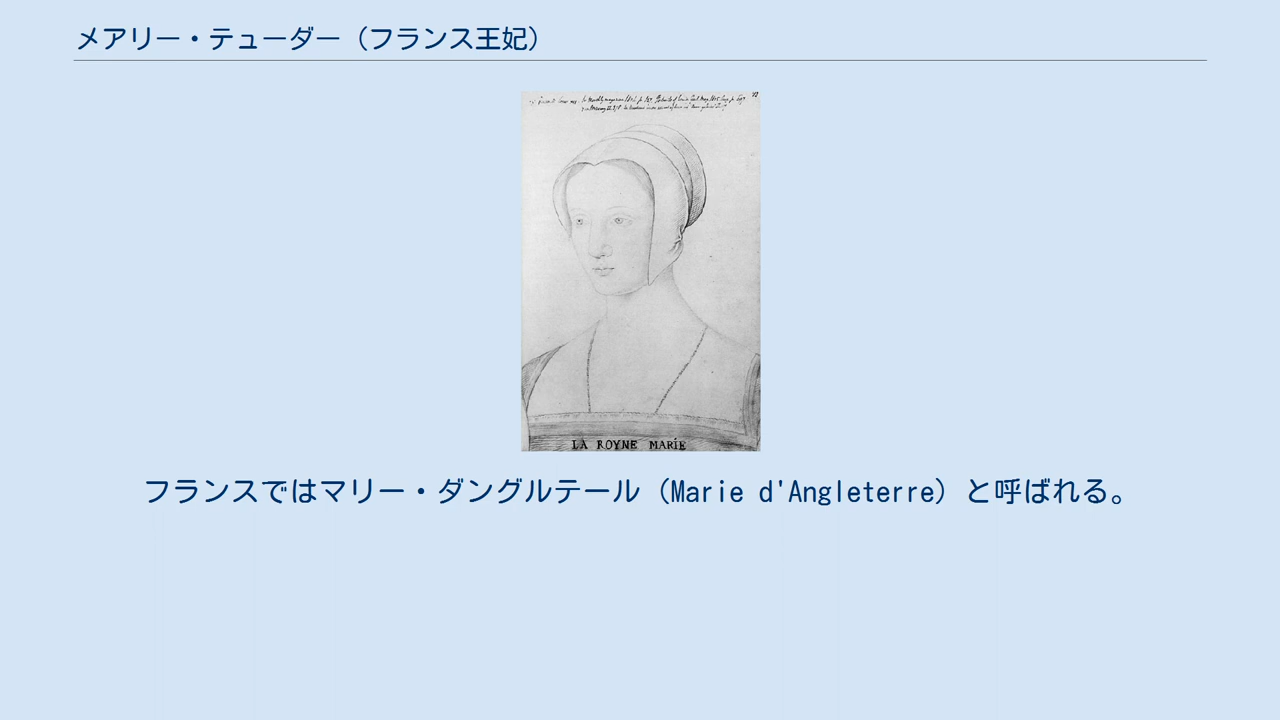 メアリー・テューダー（フランス王妃）
LA ROYNE MARIE
フランスではマリー・ダングルテール（Marie d'Angleterre）と呼ばれる。